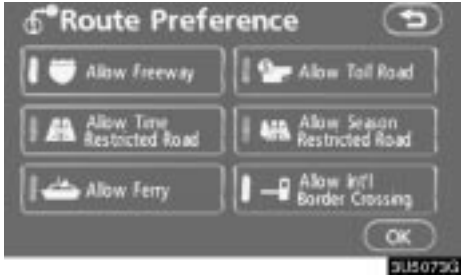 Route Preference
Allow Freeway
Allow Toll Road
Allow Time
Restricted Road
Allow Season
Restricted Road
Allow Ferry
Allow Int'l
Border Crossing
OK
3U5073G